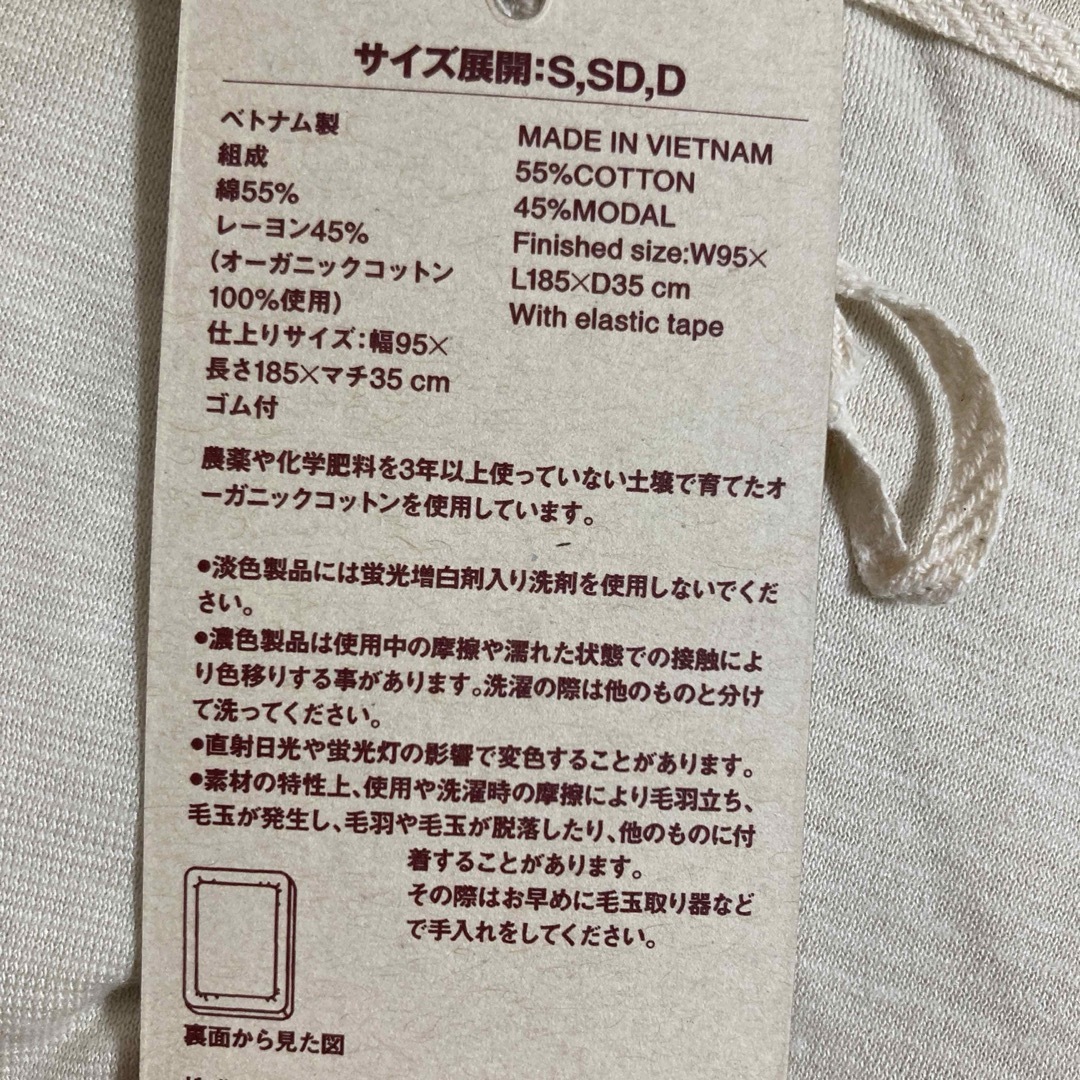 サイズ展開:S,SD,D
ベトナム製
組成
綿55%
レーヨン45%
(オーガニックコットン
100%使用)
仕上りサイズ:幅95×
長さ185×マチ35 cm
ゴム付
MADE IN VIETNAM
55%COTTON
45%MODAL
Finished size:W95×
L185×D35 cm
With elastic tape
農薬や化学肥料を3年以上使っていない土壌で育てたオ
ーガニックコットンを使用しています。
●淡色製品には蛍光増白剤入り洗剤を使用しないでくだ
さい。
●濃色製品は使用中の摩擦や濡れた状態での接触によ
り色移りする事があります。洗濯の際は他のものと分け
て洗ってください。
●直射日光や蛍光灯の影響で変色することがあります。
●素材の特性上、使用や洗濯時の摩擦により毛羽立ち、
毛玉が発生し、毛羽や毛玉が脱落したり、他のものに付
着することがあります。
その際はお早めに毛玉取り器など
で手入れをしてください。
裏面から見た図